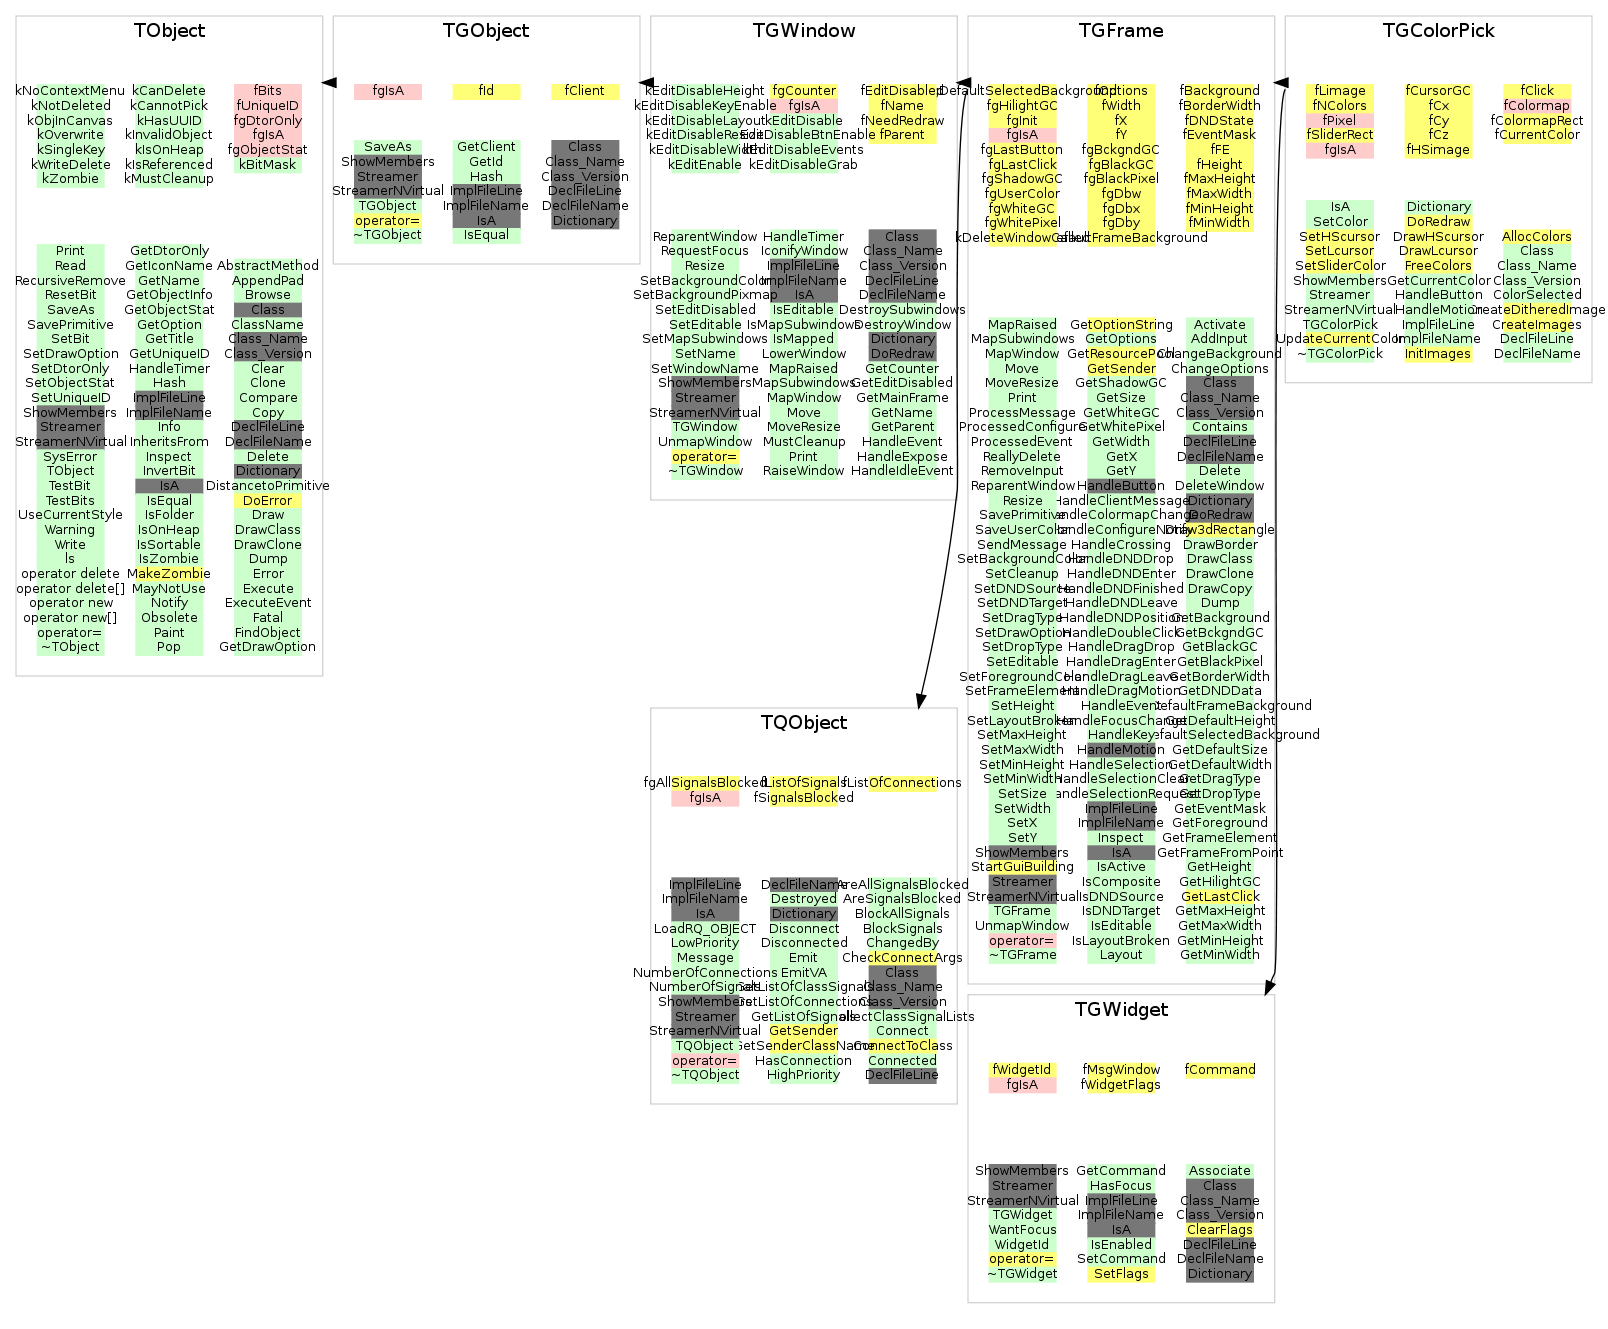 TObject
kNoContextMenu
kNotDeleted
kObjInCanvas
kOverwrite
kSingleKey
kWriteDelete
kZombie
kCanDelete
kCannotPick
kHasUUID
kInvalidObject
kIsOnHeap
kIsReferenced
kMustCleanup
fBits
fUniqueID
fgDtorOnly
fgIsA
fgObjectStat
kBitMask
Print
Read
RecursiveRemove
ResetBit
SaveAs
SavePrimitive
SetBit
SetDrawOption
SetDtorOnly
SetObjectStat
SetUniqueID
ShowMembers
Streamer
StreamerNVirtual
SysError
TObject
TestBit
TestBits
UseCurrentStyle
Warning
Write
ls
operator delete
operator delete[]
operator new
operator new[]
operator=
~TObject
GetDtorOnly
GetIconName
GetName
GetObjectInfo
GetObjectStat
GetOption
GetTitle
GetUniqueID
HandleTimer
Hash
ImplFileLine
ImplFileName
Info
InheritsFrom
Inspect
InvertBit
IsA
IsEqual
IsFolder
IsOnHeap
IsSortable
IsZombie
MakeZombie
MayNotUse
Notify
Obsolete
Paint
Pop
AbstractMethod
AppendPad
Browse
Class
ClassName
Class_Name
Class_Version
Clear
Clone
Compare
Copy
DeclFileLine
DeclFileName
Delete
Dictionary
DistancetoPrimitive
DoError
Draw
DrawClass
DrawClone
Dump
Error
Execute
ExecuteEvent
Fatal
FindObject
GetDrawOption
TGObject
fgIsA
fId
fClient
SaveAs
ShowMembers
Streamer
StreamerNVirtual
TGObject
operator=
~TGObject
GetClient
GetId
Hash
ImplFileLine
ImplFileName
IsA
IsEqual
Class
Class_Name
Class_Version
DeclFileLine
DeclFileName
Dictionary
TGWindow
kEditDisableHeight
kEditDisableKeyEnable
kEditDisableLayout
kEditDisableResize
kEditDisableWidth
kEditEnable
fgCounter
fgIsA
kEditDisable
kEditDisableBtnEnable
kEditDisableEvents
kEditDisableGrab
fEditDisabled
fName
fNeedRedraw
fParent
ReparentWindow
RequestFocus
Resize
SetBackgroundColor
SetBackgroundPixmap
SetEditDisabled
SetEditable
SetMapSubwindows
SetName
SetWindowName
ShowMembers
Streamer
StreamerNVirtual
TGWindow
UnmapWindow
operator=
~TGWindow
HandleTimer
IconifyWindow
ImplFileLine
ImplFileName
IsA
IsEditable
IsMapSubwindows
IsMapped
LowerWindow
MapRaised
MapSubwindows
MapWindow
Move
MoveResize
MustCleanup
Print
RaiseWindow
Class
Class_Name
Class_Version
DeclFileLine
DeclFileName
DestroySubwindows
DestroyWindow
Dictionary
DoRedraw
GetCounter
GetEditDisabled
GetMainFrame
GetName
GetParent
HandleEvent
HandleExpose
HandleIdleEvent
TQObject
fgAllSignalsBlocked
fgIsA
fListOfSignals
fSignalsBlocked
fListOfConnections
ImplFileLine
ImplFileName
IsA
LoadRQ_OBJECT
LowPriority
Message
NumberOfConnections
NumberOfSignals
ShowMembers
Streamer
StreamerNVirtual
TQObject
operator=
~TQObject
DeclFileName
Destroyed
Dictionary
Disconnect
Disconnected
Emit
EmitVA
GetListOfClassSignals
GetListOfConnections
GetListOfSignals
GetSender
GetSenderClassName
HasConnection
HighPriority
AreAllSignalsBlocked
AreSignalsBlocked
BlockAllSignals
BlockSignals
ChangedBy
CheckConnectArgs
Class
Class_Name
Class_Version
ollectClassSignalLists
Connect
ConnectToClass
Connected
DeclFileLine
TGFrame
DefaultSelectedBackground
fgHilightGC
fgInit
fgIsA
fgLastButton
fgLastClick
fgShadowGC
fgUserColor
fgWhiteGC
fgWhitePixel
kDeleteWindowCalled
fOptions
fWidth
fX
fY
fgBckgndGC
fgBlackGC
fgBlackPixel
fgDbw
fgDbx
fgDby
efaultFrameBackground
fBackground
fBorderWidth
fDNDState
fEventMask
fFE
fHeight
fMaxHeight
fMaxWidth
fMinHeight
fMinWidth
MapRaised
MapSubwindows
MapWindow
Move
MoveResize
Print
ProcessMessage
ProcessedConfigure
ProcessedEvent
ReallyDelete
RemoveInput
ReparentWindow
Resize
SavePrimitive
SaveUserColor
SendMessage
SetBackgroundColor
SetCleanup
SetDNDSource
SetDNDTarget
SetDragType
SetDrawOption
SetDropType
SetEditable
SetForegroundColor
SetFrameElement
SetHeight
SetLayoutBroken
SetMaxHeight
SetMaxWidth
SetMinHeight
SetMinWidth
SetSize
SetWidth
SetX
SetY
ShowMembers
StartGuiBuilding
Streamer
StreamerNVirtual
TGFrame
UnmapWindow
operator=
~TGFrame
GetOptionString
GetOptions
GetResourcePool
GetSender
GetShadowGC
GetSize
GetWhiteGC
GetWhitePixel
GetWidth
GetX
GetY
HandleButton
HandleClientMessage
andleColormapChange
andleConfigureNotify
HandleCrossing
HandleDNDDrop
HandleDNDEnter
HandleDNDFinished
HandleDNDLeave
HandleDNDPosition
HandleDoubleClick
HandleDragDrop
HandleDragEnter
HandleDragLeave
HandleDragMotion
HandleEvent
HandleFocusChange
HandleKey
HandleMotion
HandleSelection
HandleSelectionClear
andleSelectionRequest
ImplFileLine
ImplFileName
Inspect
IsA
IsActive
IsComposite
IsDNDSource
IsDNDTarget
IsEditable
IsLayoutBroken
Layout
Activate
AddInput
ChangeBackground
ChangeOptions
Class
Class_Name
Class_Version
Contains
DeclFileLine
DeclFileName
Delete
DeleteWindow
Dictionary
DoRedraw
Draw3dRectangle
DrawBorder
DrawClass
DrawClone
DrawCopy
Dump
GetBackground
GetBckgndGC
GetBlackGC
GetBlackPixel
GetBorderWidth
GetDNDData
efaultFrameBackground
GetDefaultHeight
efaultSelectedBackground
GetDefaultSize
GetDefaultWidth
GetDragType
GetDropType
GetEventMask
GetForeground
GetFrameElement
GetFrameFromPoint
GetHeight
GetHilightGC
GetLastClick
GetMaxHeight
GetMaxWidth
GetMinHeight
GetMinWidth
TGWidget
fWidgetId
fgIsA
fMsgWindow
fWidgetFlags
fCommand
ShowMembers
Streamer
StreamerNVirtual
TGWidget
WantFocus
WidgetId
operator=
~TGWidget
GetCommand
HasFocus
ImplFileLine
ImplFileName
IsA
IsEnabled
SetCommand
SetFlags
Associate
Class
Class_Name
Class_Version
ClearFlags
DeclFileLine
DeclFileName
Dictionary
TGColorPick
fLimage
fNColors
fPixel
fSliderRect
fgIsA
fCursorGC
fCx
fCy
fCz
fHSimage
fClick
fColormap
fColormapRect
fCurrentColor
IsA
SetColor
SetHScursor
SetLcursor
SetSliderColor
ShowMembers
Streamer
StreamerNVirtual
TGColorPick
UpdateCurrentColor
~TGColorPick
Dictionary
DoRedraw
DrawHScursor
DrawLcursor
FreeColors
GetCurrentColor
HandleButton
HandleMotion
ImplFileLine
ImplFileName
InitImages
AllocColors
Class
Class_Name
Class_Version
ColorSelected
CreateDitheredImage
CreateImages
DeclFileLine
DeclFileName